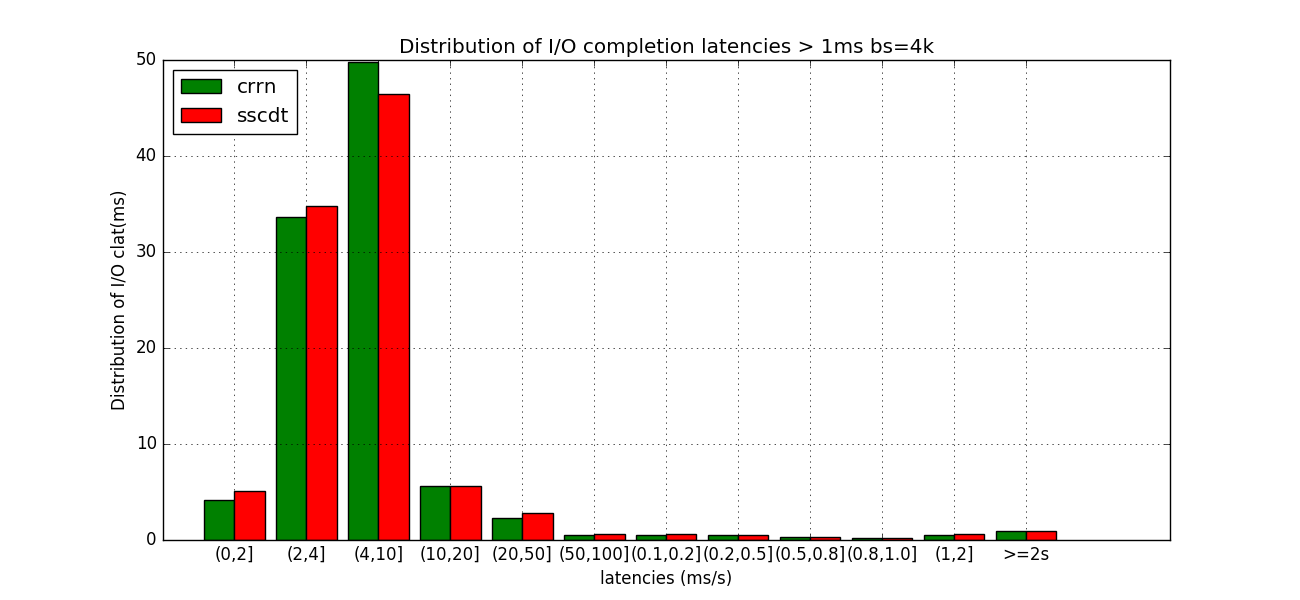 Distribution of I/O completion latencies > 1ms bs=4k
crrn
sscdt
Distribution of I/O clat(ms)
50
40
30
20
10
0
(0,2] (2,4] (4,10] (10,20] (20,50] (50,100] (0.1,0.2] (0.2,0.5] (0.5,0.8] (0.8,1.0] (1,2] >=2s
latencies (ms/s)